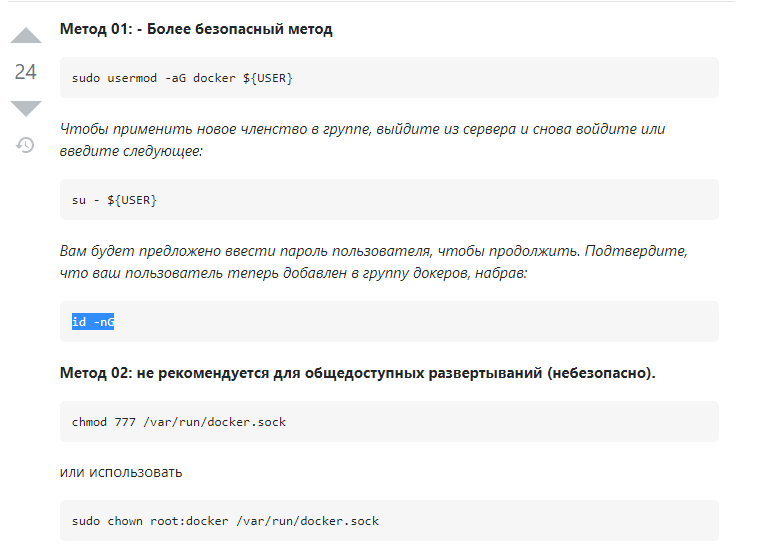 Метод 01: - Более безопасный метод
24
sudo usermod -aG docker ${USER}
Чтобы применить новое членство в группе, выйдите из сервера и снова войдите или
введите следующее:
su - ${USER}
Вам будет предложено ввести пароль пользователя, чтобы продолжить. Подтвердите,
что ваш пользователь теперь добавлен в группу докеров, набрав:
id -nG
Метод 02: не рекомендуется для общедоступных развертываний (небезопасно).
chmod 777 /var/run/docker.sock
или использовать
sudo chown root:docker /var/run/docker.sock